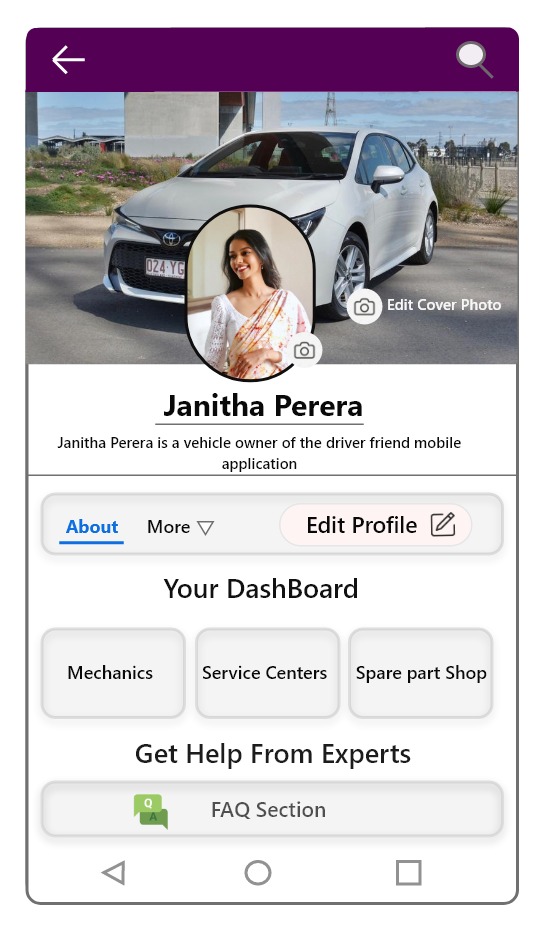 024·YG
Edit Cover Photo
Janitha Perera
Janitha Perera is a vehicle owner of the driver friend mobile
application
About
More
Edit Profile
Your DashBoard
Mechanics
Service Centers
Spare part Shop
Get Help From Experts
Q
A
FAQ Section